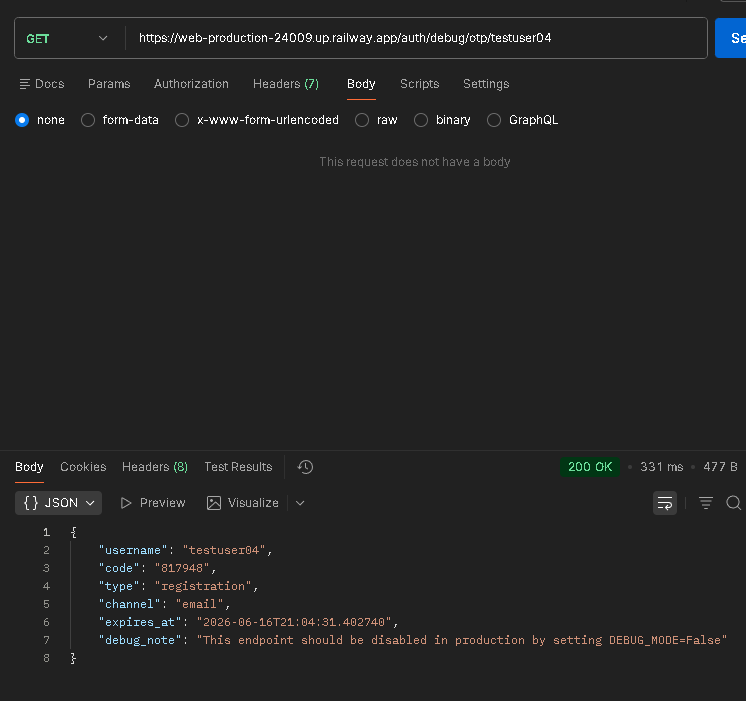 GET https://web-production-24009.up.railway.app/auth/debug/otp/testuser04 Se
Docs Params Authorization Headers (7) Body Scripts Settings
none form-data x-www-form-urlencoded raw binary GraphQL
This request does not have a body
Body Cookies Headers (8) Test Results 200 OK • 331 ms • 477 B
{} JSON Preview Visualize
1 {
2 "username": "testuser04",
3 "code": "817948",
4 "type": "registration",
5 "channel": "email",
6 "expires_at": "2026-06-16T21:04:31.402740",
7 "debug_note": "This endpoint should be disabled in production by setting DEBUG_MODE=False"
8 }